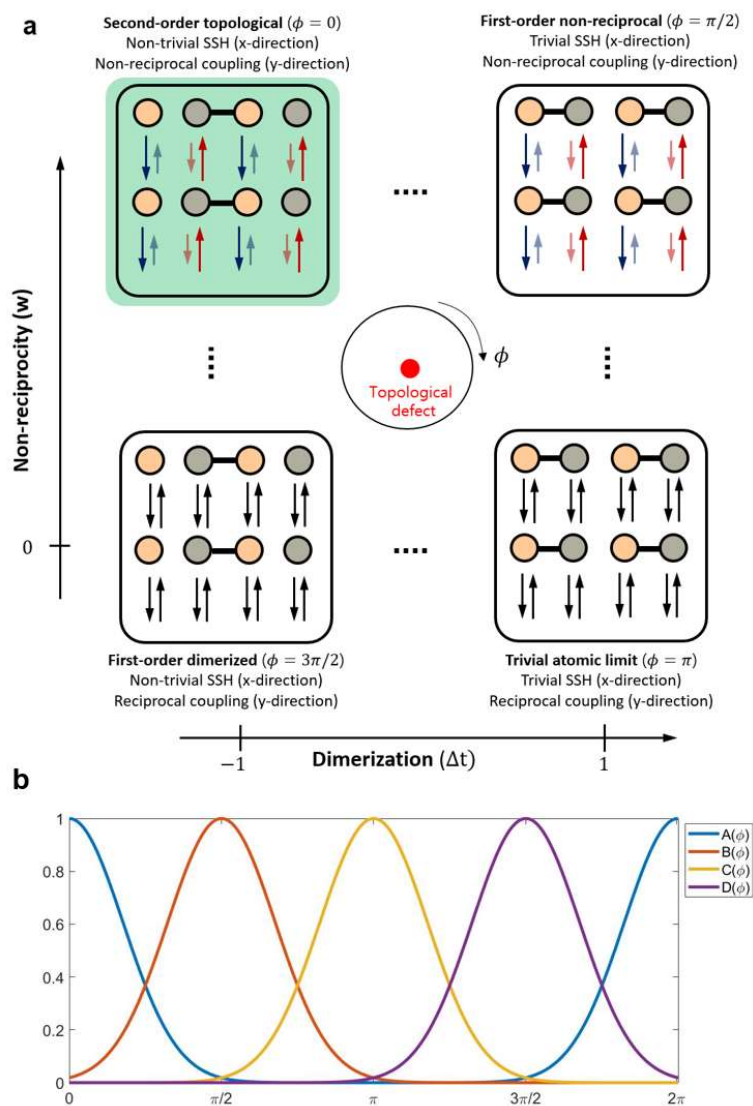 a
Second-order topological (ϕ = 0)
Non-trivial SSH (x-direction)
Non-reciprocal coupling (y-direction)
First-order non-reciprocal (ϕ = π/2)
Trivial SSH (x-direction)
Non-reciprocal coupling (y-direction)
Non-reciprocity (w)
0
ϕ
Topological
defect
First-order dimerized (ϕ = 3π/2)
Non-trivial SSH (x-direction)
Reciprocal coupling (y-direction)
Trivial atomic limit (ϕ = π)
Trivial SSH (x-direction)
Reciprocal coupling (y-direction)
−1
Dimerization (Δt)
1
b
1
0.8
0.6
0.4
0.2
0
0
π/2
π
3π/2
2π
A(ϕ)
B(ϕ)
C(ϕ)
D(ϕ)